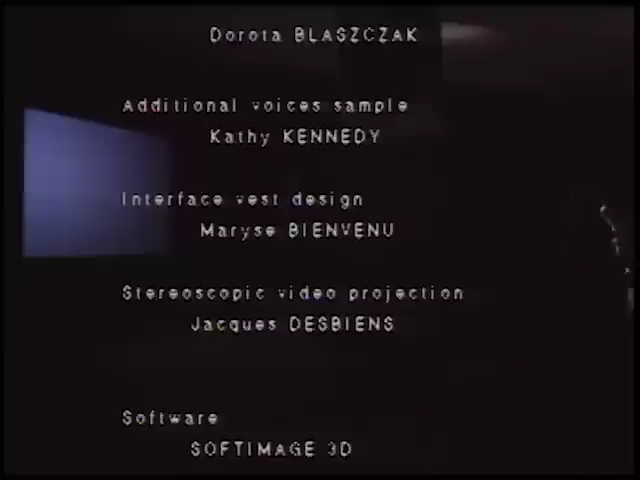 Dorota BLASZCZAK
Additional voices sample
Kathy KENNEDY
Interface vest design
Maryse BIENVENU
Stereoscopic video projection
Jacques DESBIENS
Software
SOFTIMAGE 3D